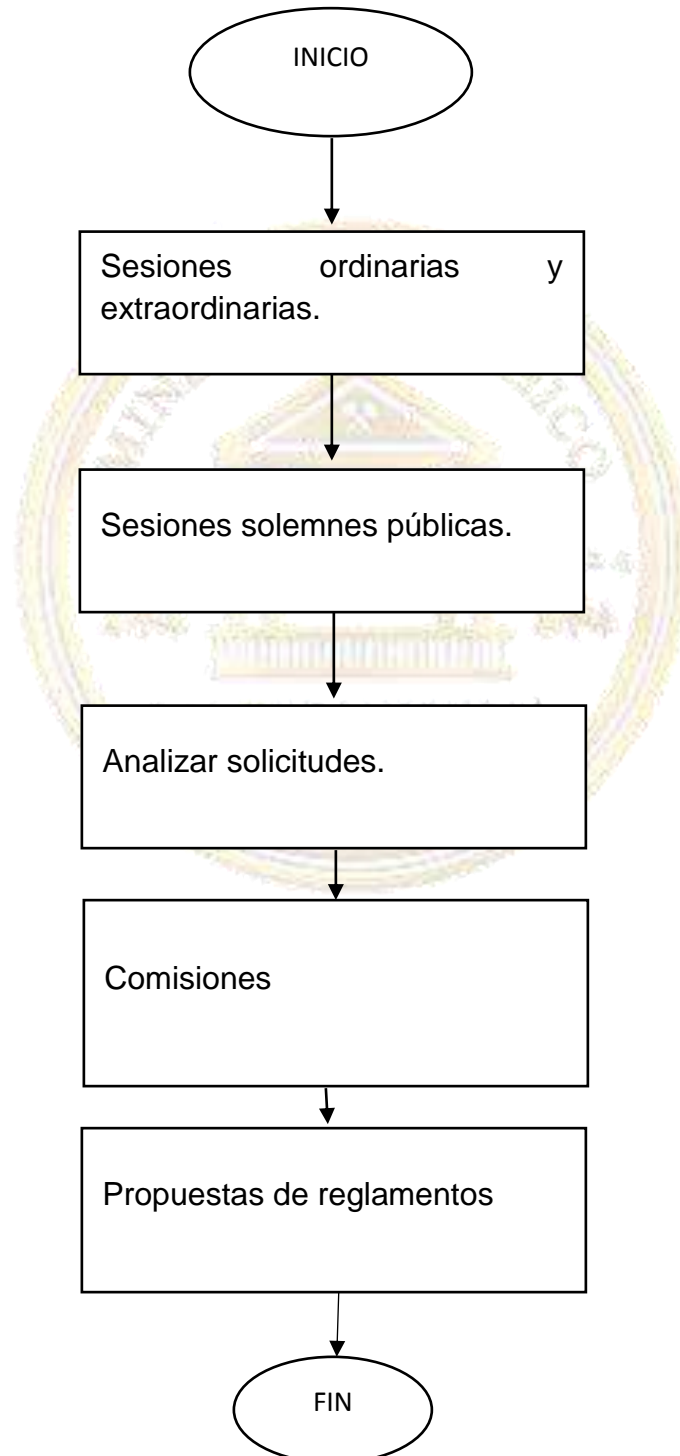 INICIO
Sesiones ordinarias y
extraordinarias.
Sesiones solemnes públicas.
Analizar solicitudes.
Comisiones
Propuestas de reglamentos
FIN